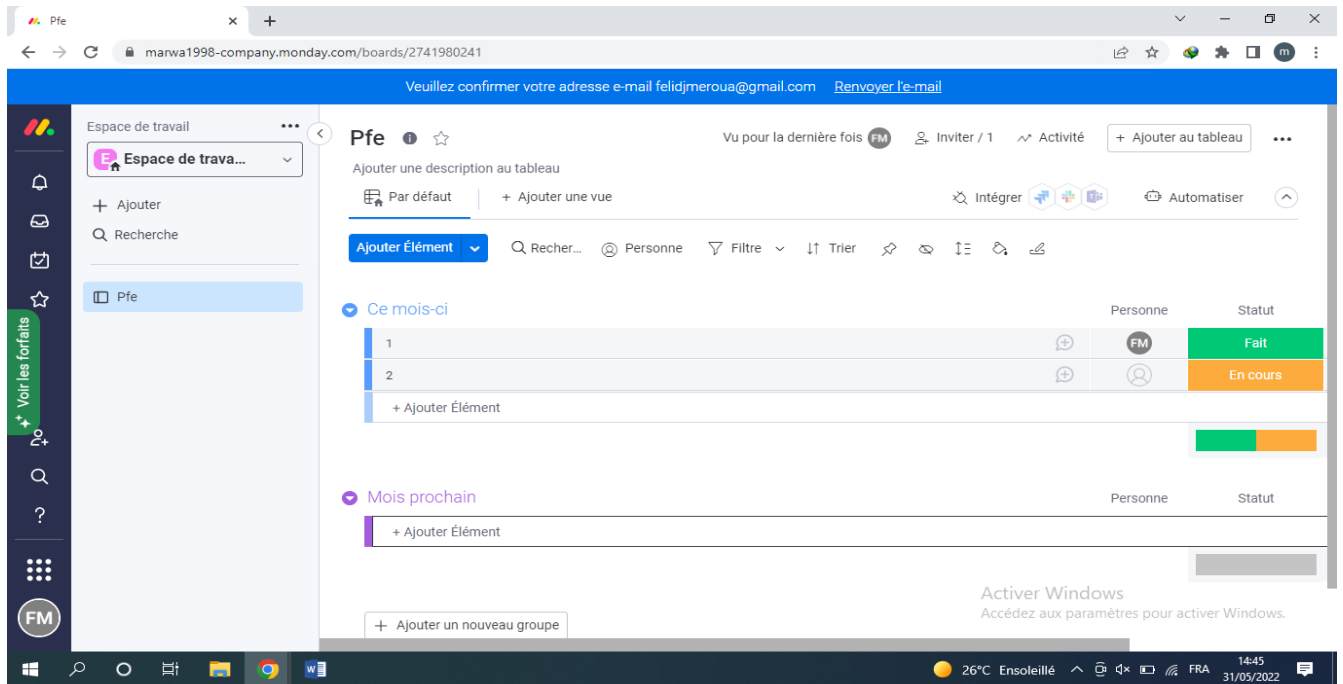 Pfe
marwa1998-company.monday.com/boards/2741980241
m
Veuillez confirmer votre adresse e-mail felidjmeroua@gmail.com Renvoyer l'e-mail
Espace de travail
E Espace de trava...
+ Ajouter
Recherche
Pfe
Voir les forfaits
FM
Pfe
Vu pour la dernière fois FM Inviter / 1 Activité + Ajouter au tableau
Ajouter une description au tableau
Par défaut + Ajouter une vue Intégrer Automatiser
Ajouter Élément Recher... Personne Filtre Trier
Ce mois-ci Personne Statut
1 FM Fait
2 En cours
+ Ajouter Élément
Mois prochain Personne Statut
+ Ajouter Élément
+ Ajouter un nouveau groupe
Activer Windows
Accédez aux paramètres pour activer Windows.
26°C Ensoleillé FRA 14:45
31/05/2022